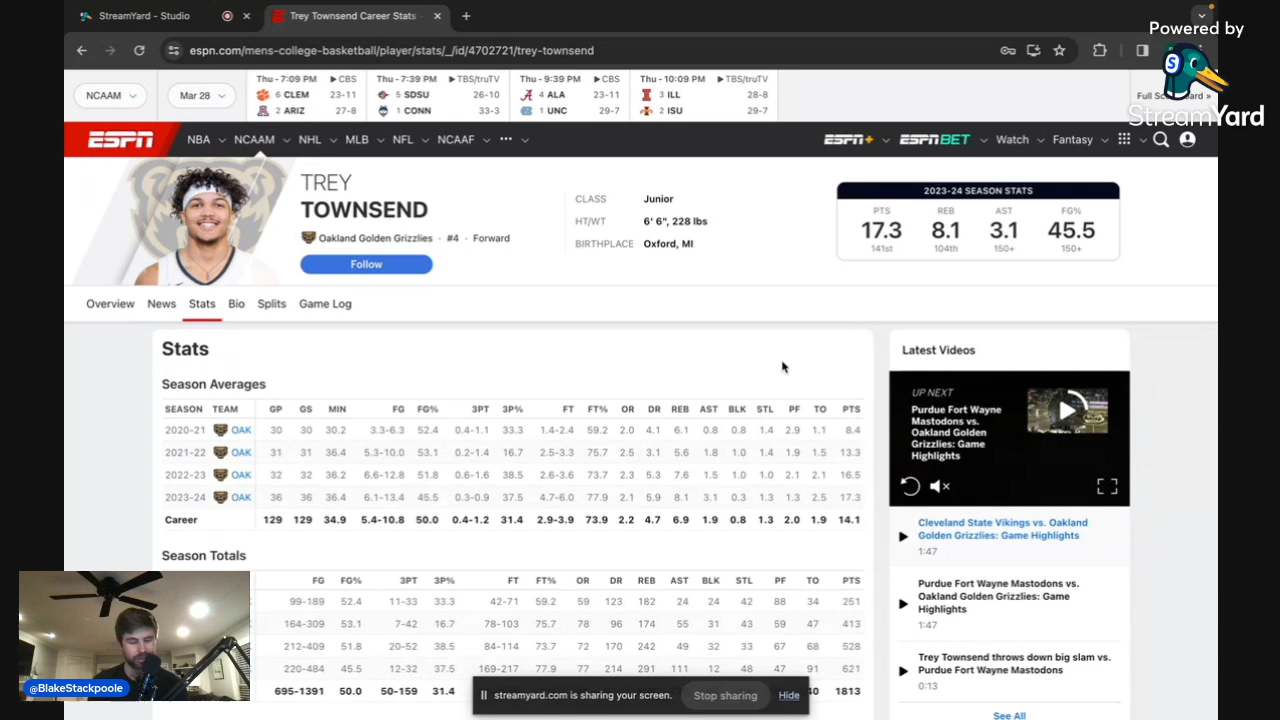 StreamYard - Studio
Trey Townsend Career Stats
Powered by
StreamYard
espn.com/mens-college-basketball/player/stats/_/id/4702721/trey-townsend
NCAAM
Mar 28
Thu - 7:09 PM CBS
6 CLEM 23-11
2 ARIZ 27-8
Thu - 7:39 PM TBS/truTV
5 SDSU 26-10
1 CONN 33-3
Thu - 9:39 PM CBS
4 ALA 23-11
1 UNC 29-7
Thu - 10:09 PM TBS/truTV
3 ILL 28-8
2 ISU 29-7
ESPN NBA NCAAM NHL MLB NFL NCAAF ••• ESPN+ ESPN BET Watch Fantasy
TREY
TOWNSEND
Oakland Golden Grizzlies · #4 · Forward
Follow
CLASS Junior
HT/WT 6' 6", 228 lbs
BIRTHPLACE Oxford, MI
2023-24 SEASON STATS
PTS REB AST FG%
17.3 8.1 3.1 45.5
141st 104th 150+ 150+
Overview News Stats Bio Splits Game Log
Stats
Season Averages
SEASON TEAM GP GS MIN FG FG% 3PT 3P% FT FT% OR DR REB AST BLK STL PF TO PTS
2020-21 OAK 30 30 30.2 3.3-6.3 52.4 0.4-1.1 33.3 1.4-2.4 59.2 2.0 4.1 6.1 0.8 0.8 1.4 2.9 1.1 8.4
2021-22 OAK 31 31 36.4 5.3-10.0 53.1 0.2-1.4 16.7 2.5-3.3 75.7 2.5 3.1 5.6 1.8 1.0 1.4 1.9 1.5 13.3
2022-23 OAK 32 32 36.2 6.6-12.8 51.8 0.6-1.6 38.5 2.6-3.6 73.7 2.3 5.3 7.6 1.5 1.0 1.0 2.1 2.1 16.5
2023-24 OAK 36 36 36.4 6.1-13.4 45.5 0.3-0.9 37.5 4.7-6.0 77.9 2.1 5.9 8.1 3.1 0.3 1.3 1.3 2.5 17.3
Career 129 129 34.9 5.4-10.8 50.0 0.4-1.2 31.4 2.9-3.9 73.9 2.2 4.7 6.9 1.9 0.8 1.3 2.0 1.9 14.1
Season Totals
FG FG% 3PT 3P% FT FT% OR DR REB AST BLK STL PF TO PTS
99-189 52.4 11-33 33.3 42-71 59.2 59 123 182 24 24 42 88 34 251
164-309 53.1 7-42 16.7 78-103 75.7 78 96 174 55 31 43 59 47 413
212-409 51.8 20-52 38.5 84-114 73.7 72 170 242 49 32 33 67 68 528
220-484 45.5 12-32 37.5 169-217 77.9 77 214 291 111 12 48 47 91 621
695-1391 50.0 50-159 31.4 1813
Latest Videos
UP NEXT
Purdue Fort Wayne
Mastodons vs.
Oakland Golden
Grizzlies: Game
Highlights
Cleveland State Vikings vs. Oakland
Golden Grizzlies: Game Highlights
1:47
Purdue Fort Wayne Mastodons vs.
Oakland Golden Grizzlies: Game
Highlights
1:47
Trey Townsend throws down big slam vs.
Purdue Fort Wayne Mastodons
0:13
See All
@BlakeStackpoole
streamyard.com is sharing your screen. Stop sharing Hide